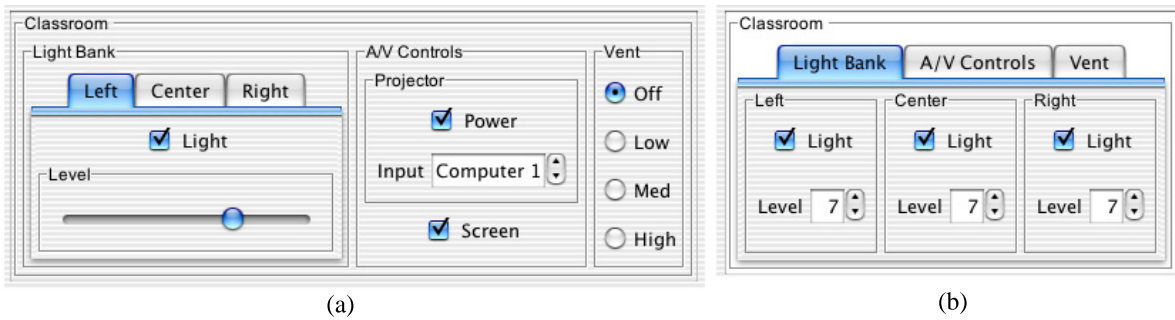 Classroom
Light Bank
Left Center Right
Light
Level
A/V Controls
Projector
Power
Input Computer 1
Screen
Vent
Off
Low
Med
High
(a)
Classroom
Light Bank A/V Controls Vent
Left
Light
Level 7
Center
Light
Level 7
Right
Light
Level 7
(b)